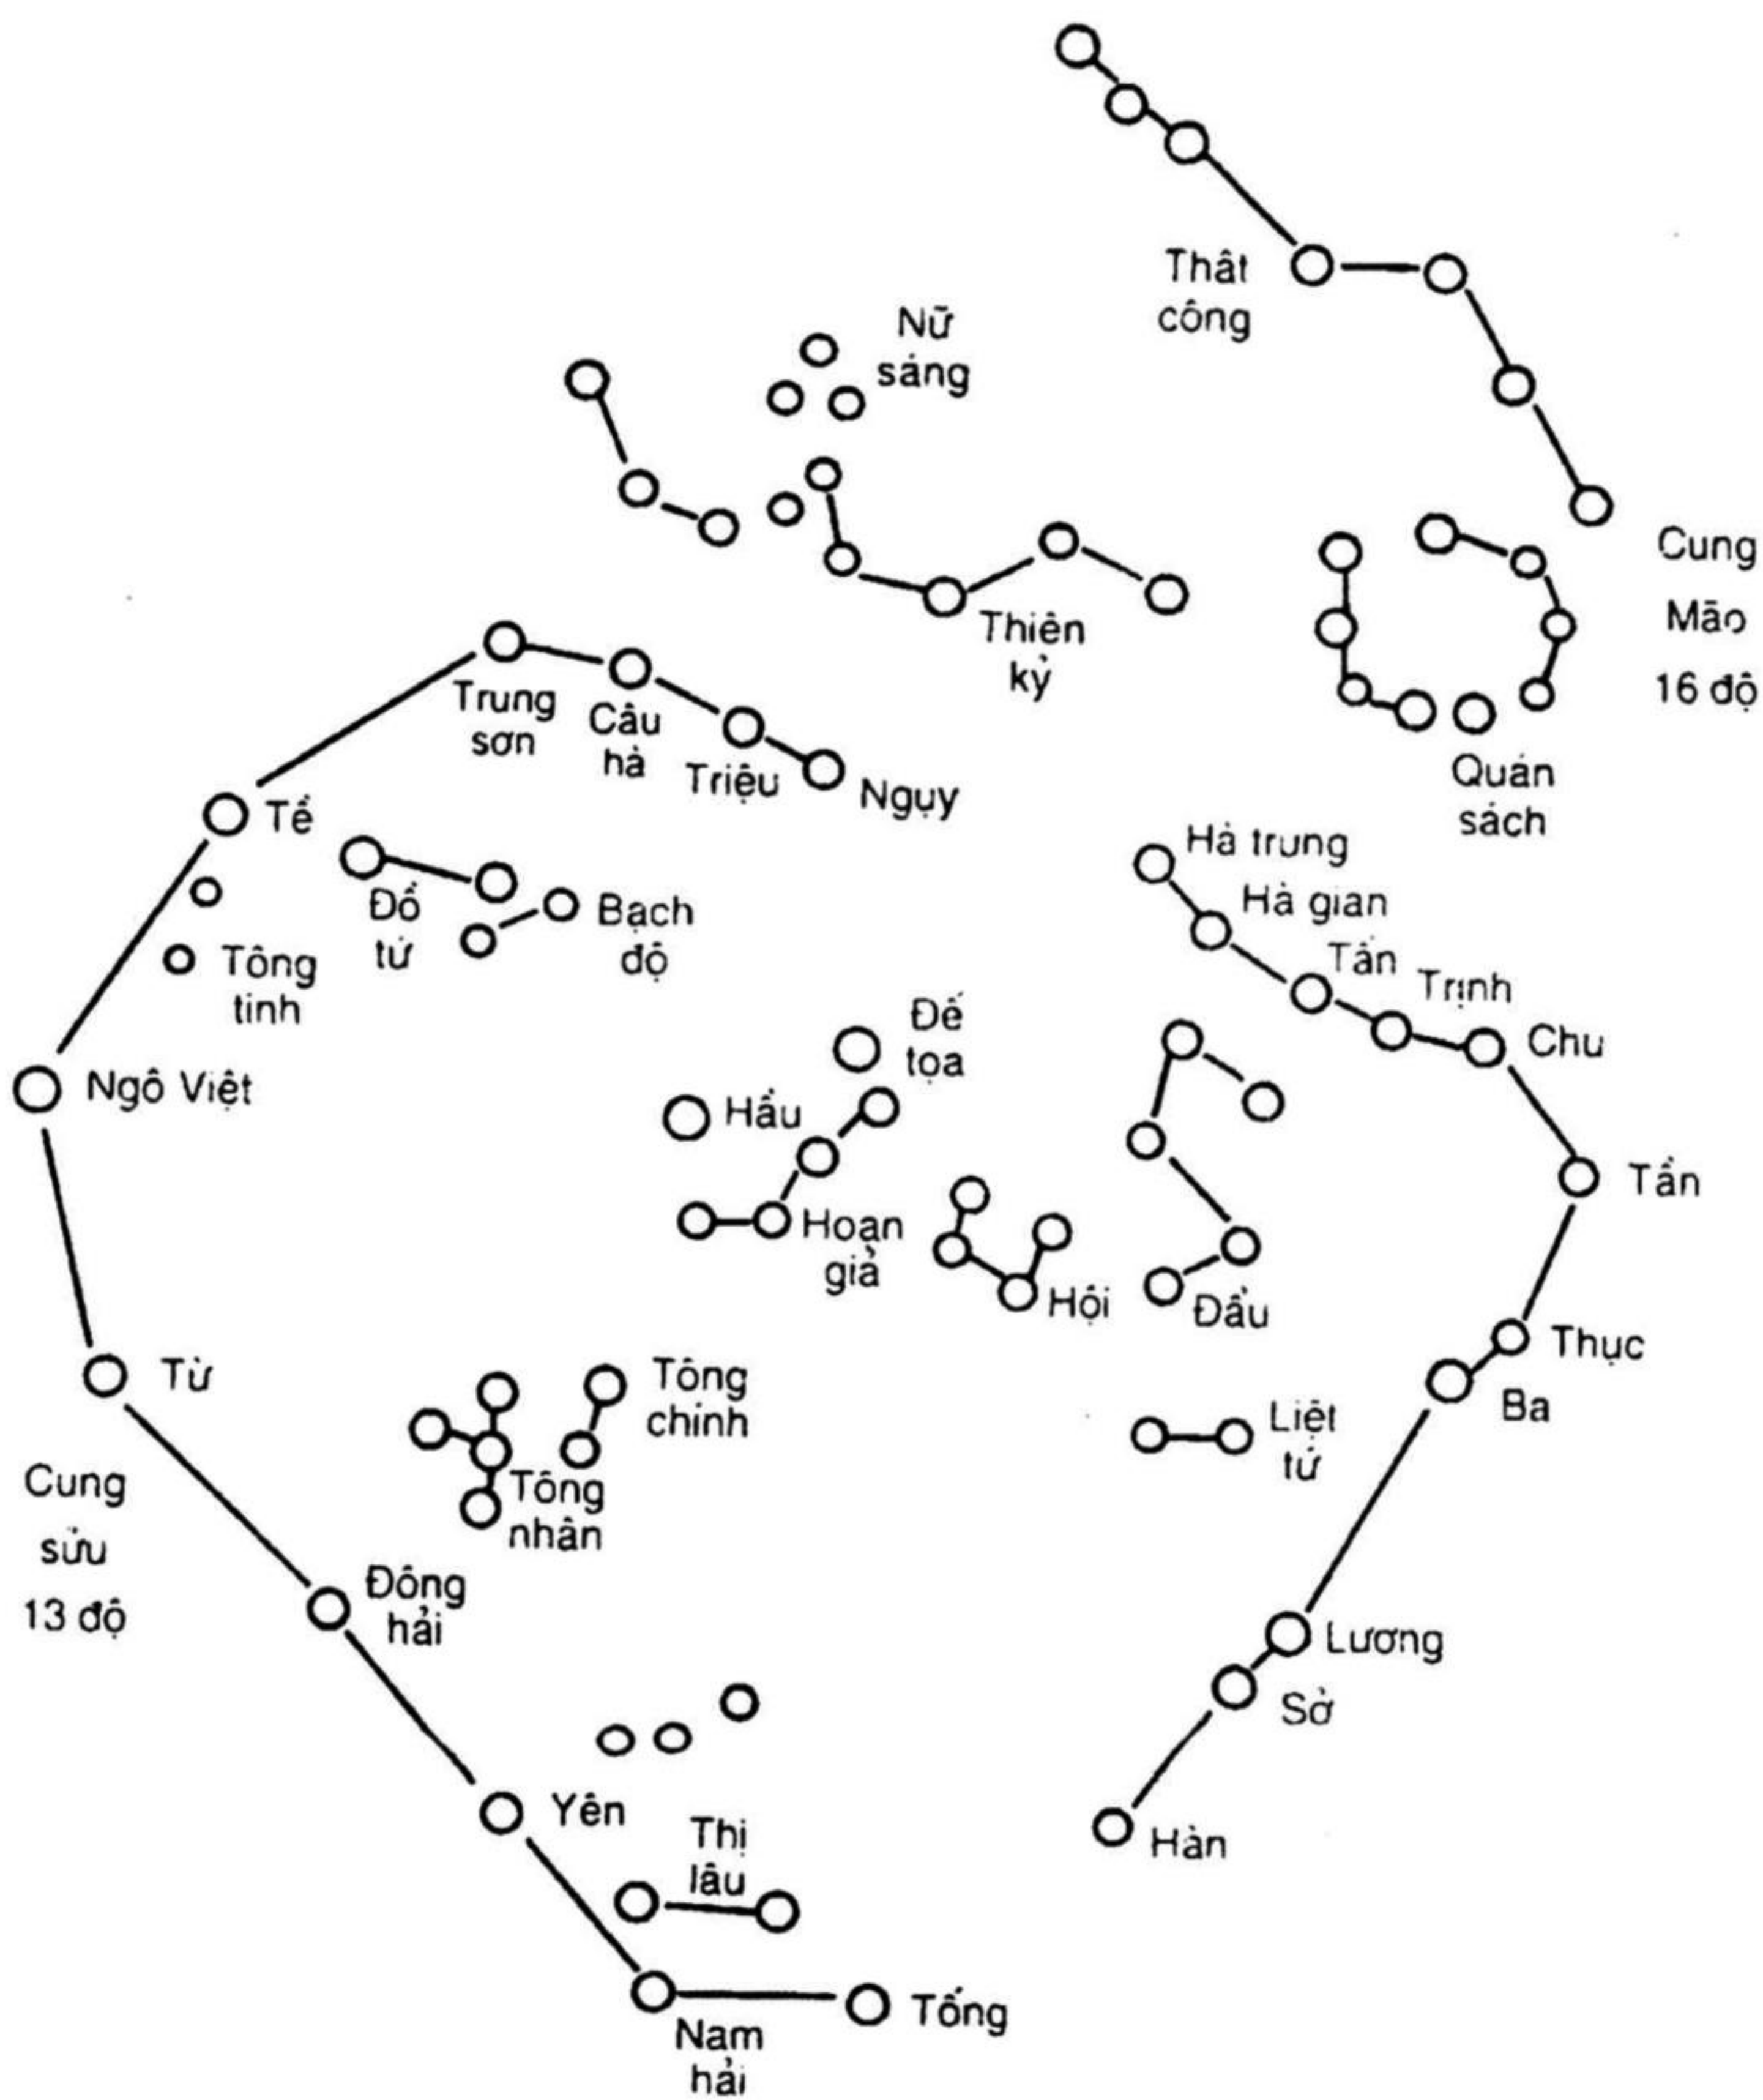 Thât
công
Nữ
sáng
Cung
Mão
16 độ
Thiên
kỷ
Trung
sơn
Câu
hà
Triệu
Ngụy
Quán
sách
Tề
Đồ
tứ
Bạch
độ
Tông
tinh
Hà trung
Hà gian
Tấn
Trịnh
Chu
Ngô Việt
Đế
tọa
Hầu
Hoạn
giả
Hội
Đẩu
Tần
Thục
Ba
Từ
Tông
chính
Tông
nhân
Liệt
tứ
Cung
sửu
13 độ
Đông
hải
Lương
Sở
Yên
Thị
lâu
Hàn
Tống
Nam
hải